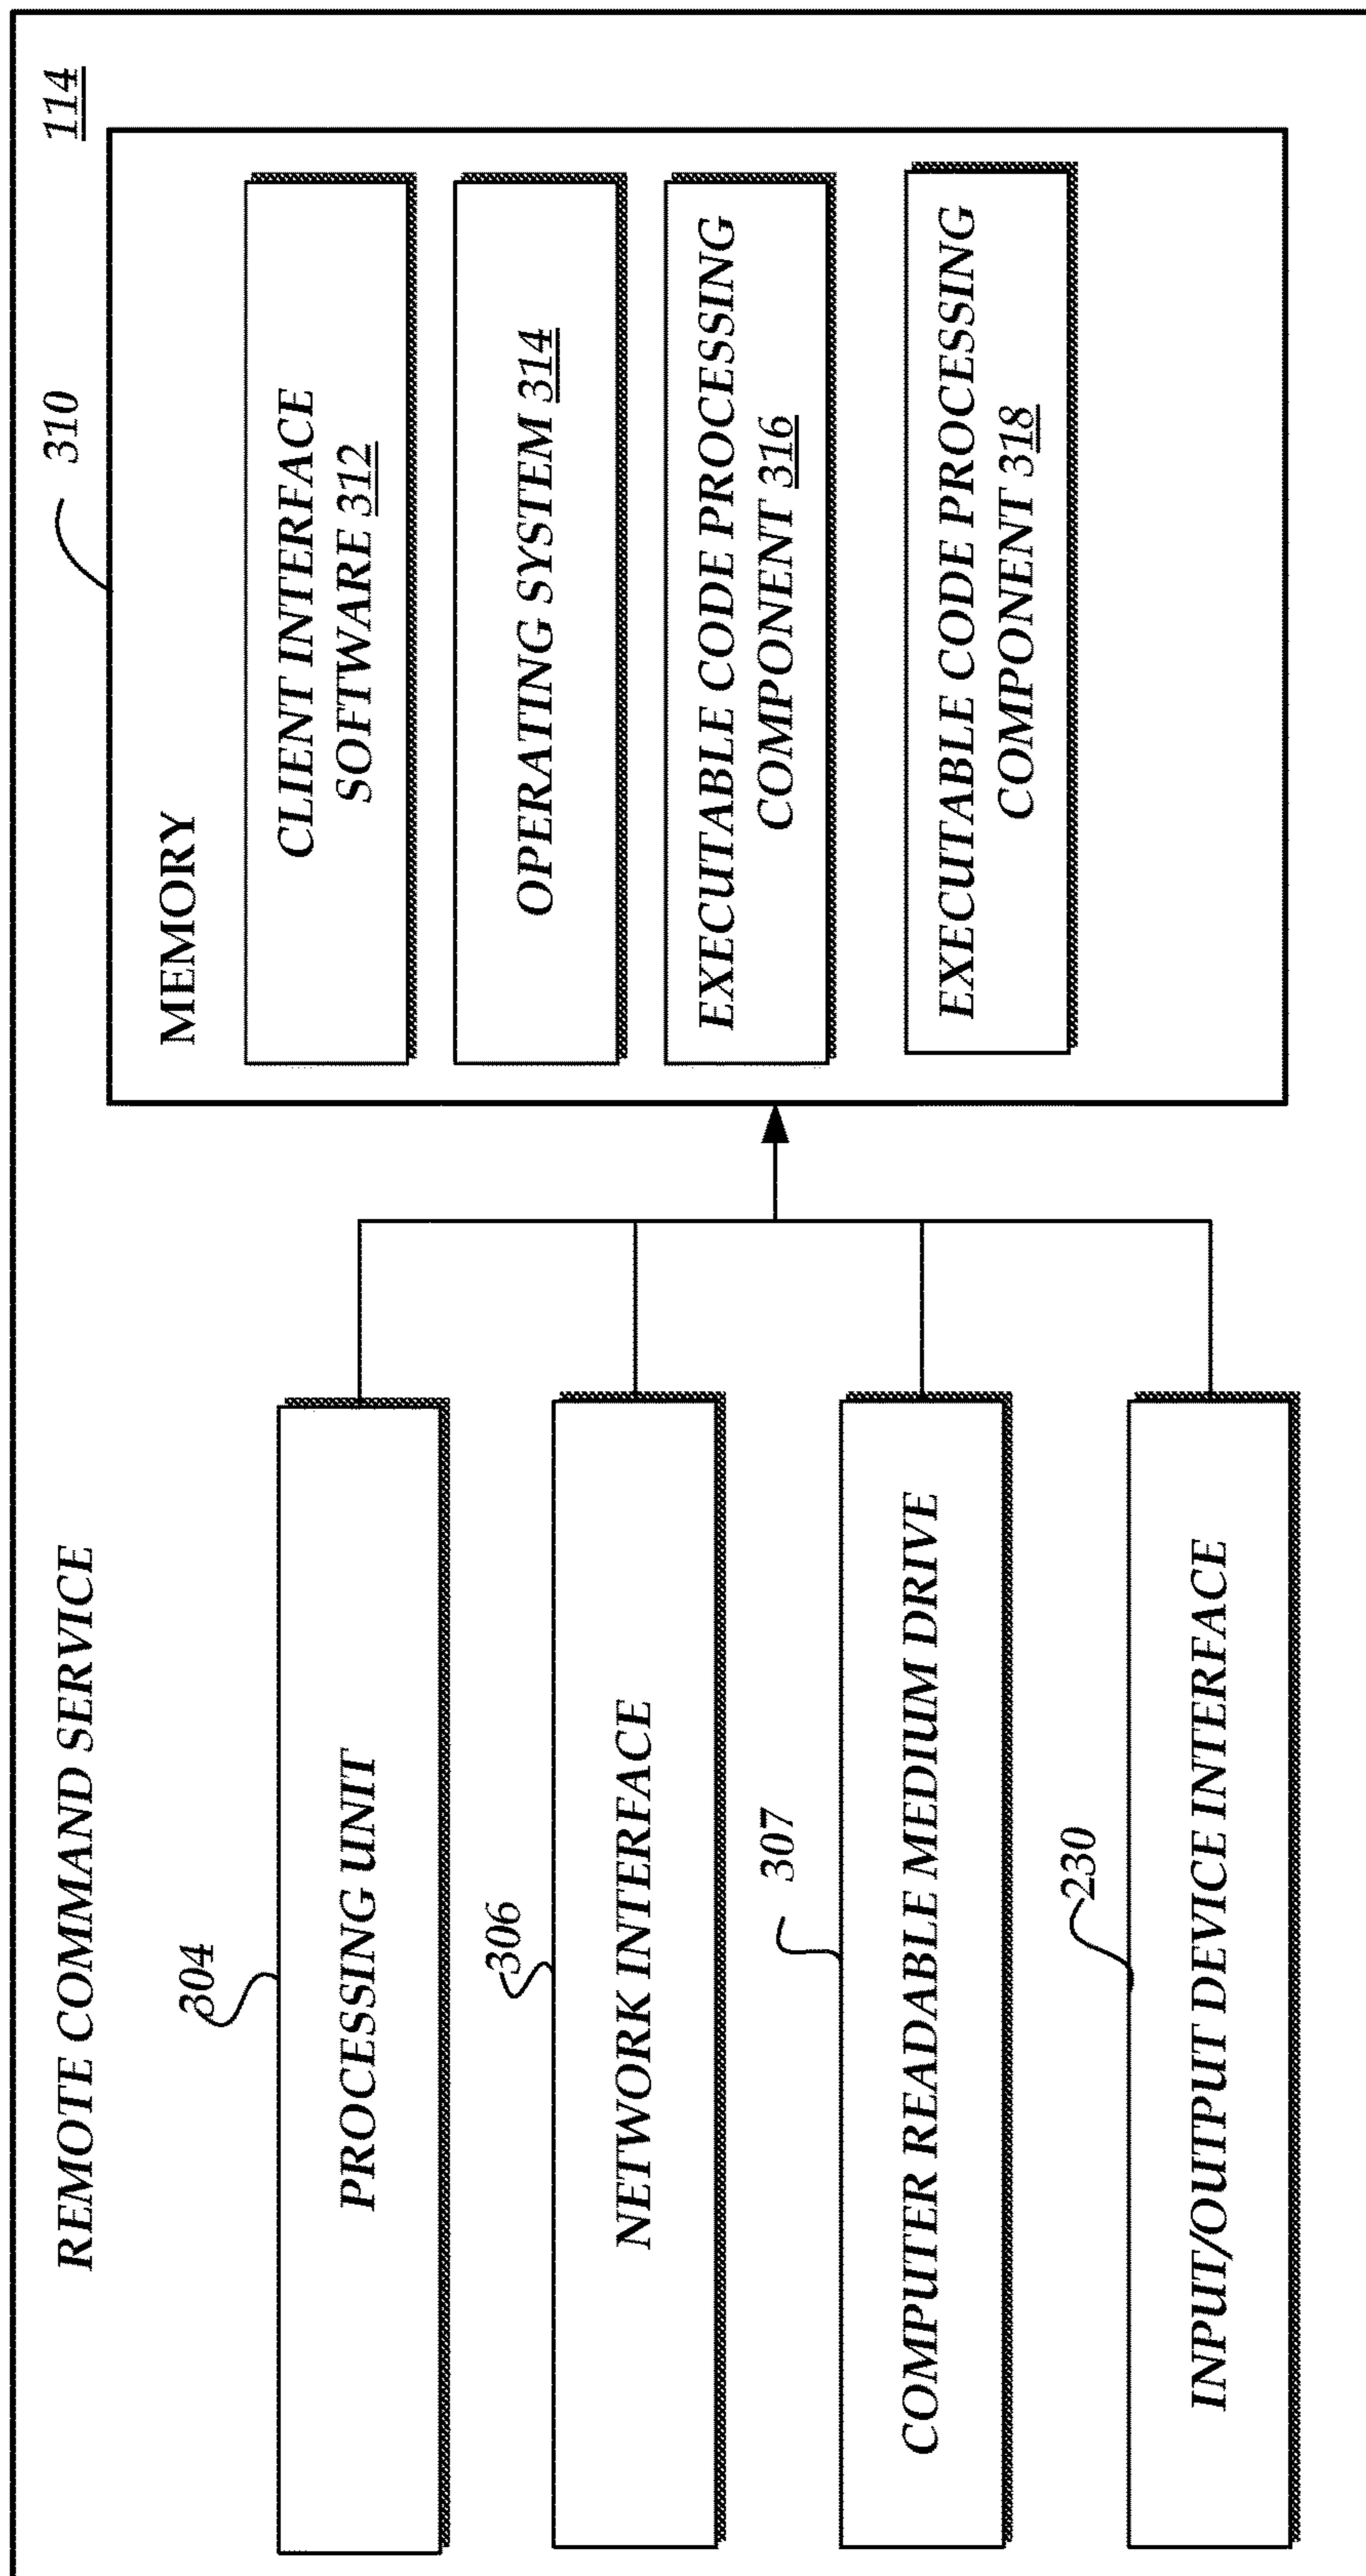 REMOTE COMMAND SERVICE
114
304
PROCESSING UNIT
306
NETWORK INTERFACE
307
COMPUTER READABLE MEDIUM DRIVE
230
INPUT/OUTPUT DEVICE INTERFACE
310
MEMORY
CLIENT INTERFACE
SOFTWARE 312
OPERATING SYSTEM 314
EXECUTABLE CODE PROCESSING
COMPONENT 316
EXECUTABLE CODE PROCESSING
COMPONENT 318